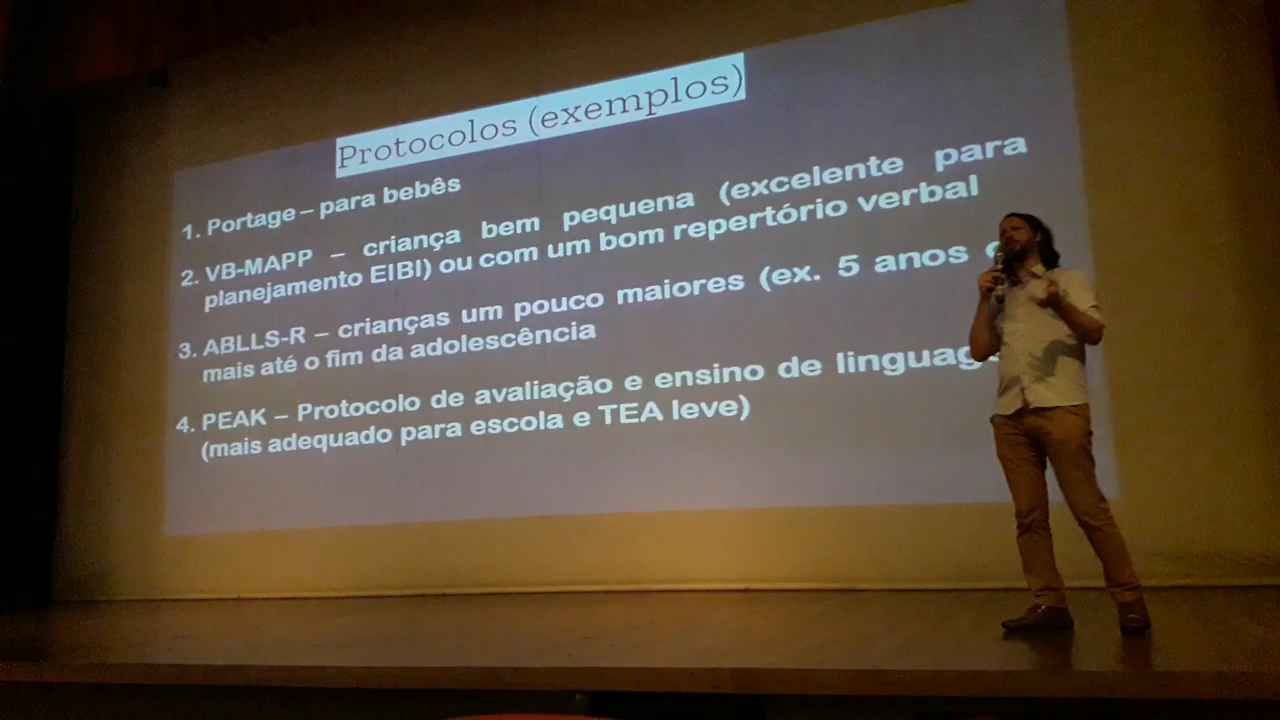 Protocolos (exemplos)
1. Portage – para bebês
2. VB-MAPP – criança bem pequena (excelente para
planejamento EIBI) ou com um bom repertório verbal
3. ABLLS-R – crianças um pouco maiores (ex. 5 anos
mais até o fim da adolescência
4. PEAK – Protocolo de avaliação e ensino de
(mais adequado para escola e TEA leve)